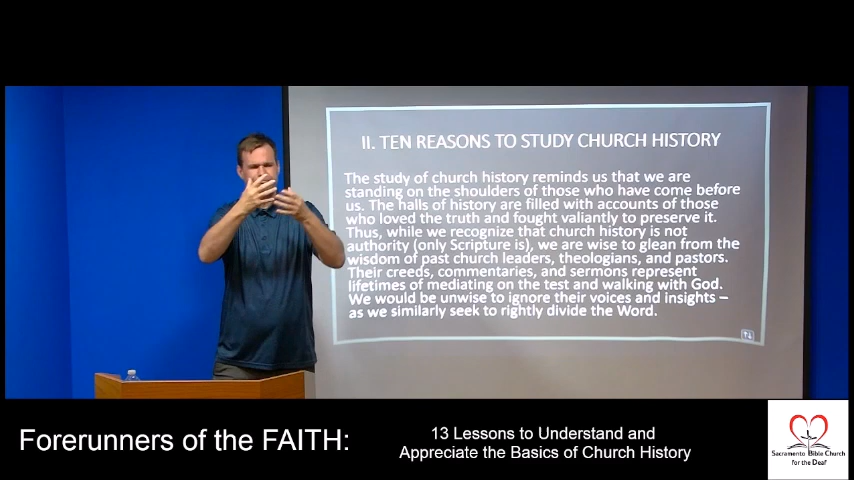 II. TEN REASONS TO STUDY CHURCH HISTORY
The study of church history reminds us that we are
standing on the shoulders of those who have come before
us. The halls of history are filled with accounts of those
who loved the truth and fought valiantly to preserve it.
Thus, while we recognize that church history is not
authority (only Scripture is), we are wise to glean from the
wisdom of past church leaders, theologians, and pastors.
Their creeds, commentaries, and sermons represent
lifetimes of mediating on the test and walking with God.
We would be unwise to ignore their voices and insights –
as we similarly seek to rightly divide the Word.
Forerunners of the FAITH:
13 Lessons to Understand and
Appreciate the Basics of Church History
Sacramento Bible Church
for the Deaf